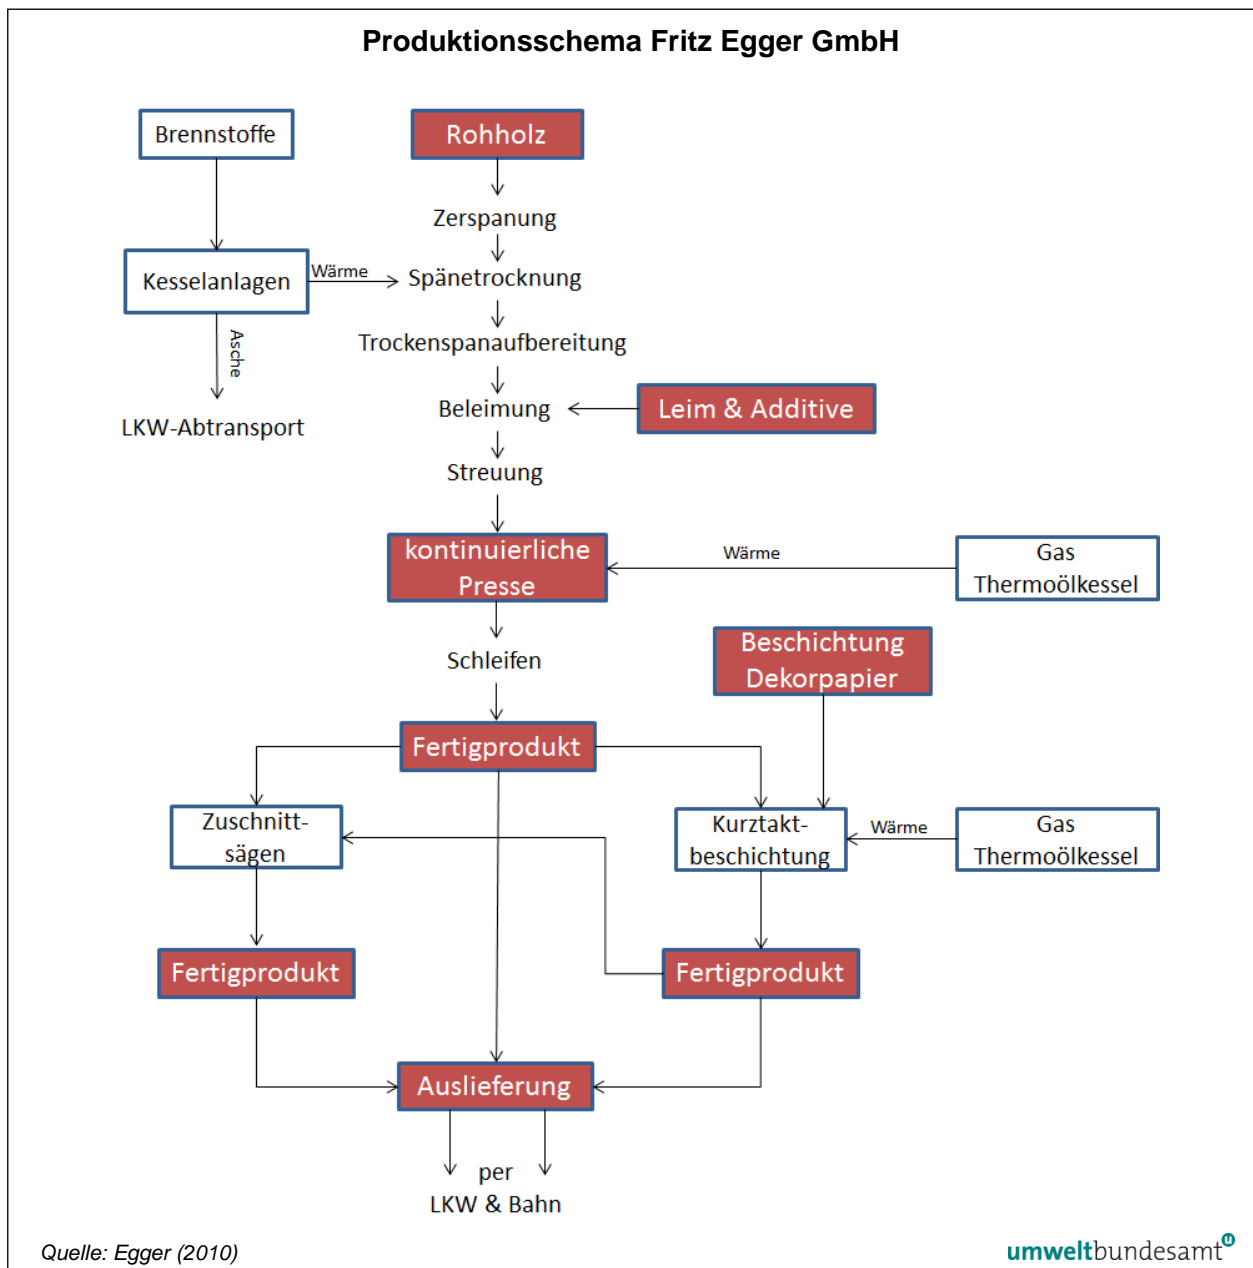 Produktionsschema Fritz Egger GmbH
Brennstoffe
Rohholz
Zerspanung
Kesselanlagen
Wärme
Spänetrocknung
Asche
Trockenspanaufbereitung
Beleimung
Leim & Additive
LKW-Abtransport
Streuung
kontinuierliche
Presse
Wärme
Gas
Thermoölkessel
Schleifen
Beschichtung
Dekorpapier
Fertigprodukt
Zuschnitt-
sägen
Kurztakt-
beschichtung
Wärme
Gas
Thermoölkessel
Fertigprodukt
Fertigprodukt
Auslieferung
per
LKW & Bahn
Quelle: Egger (2010)
umweltbundesamt u